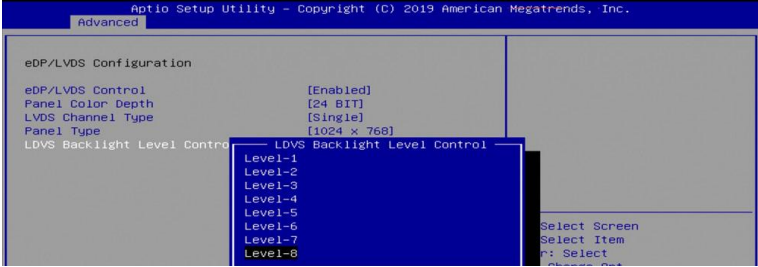 Aptio Setup Utility - Copyright (C) 2019 American Megatrends, Inc.
Advanced
eDP/LVDS Configuration
eDP/LVDS Control [Enabled]
Panel Color Depth [24 BIT]
LVDS Channel Type [Single]
Panel Type [1024 x 768]
LDVS Backlight Level Contro
LDVS Backlight Level Control
Level-1
Level-2
Level-3
Level-4
Level-5
Level-6
Level-7
Level-8
Select Screen
Select Item
r: Select
Change Opt